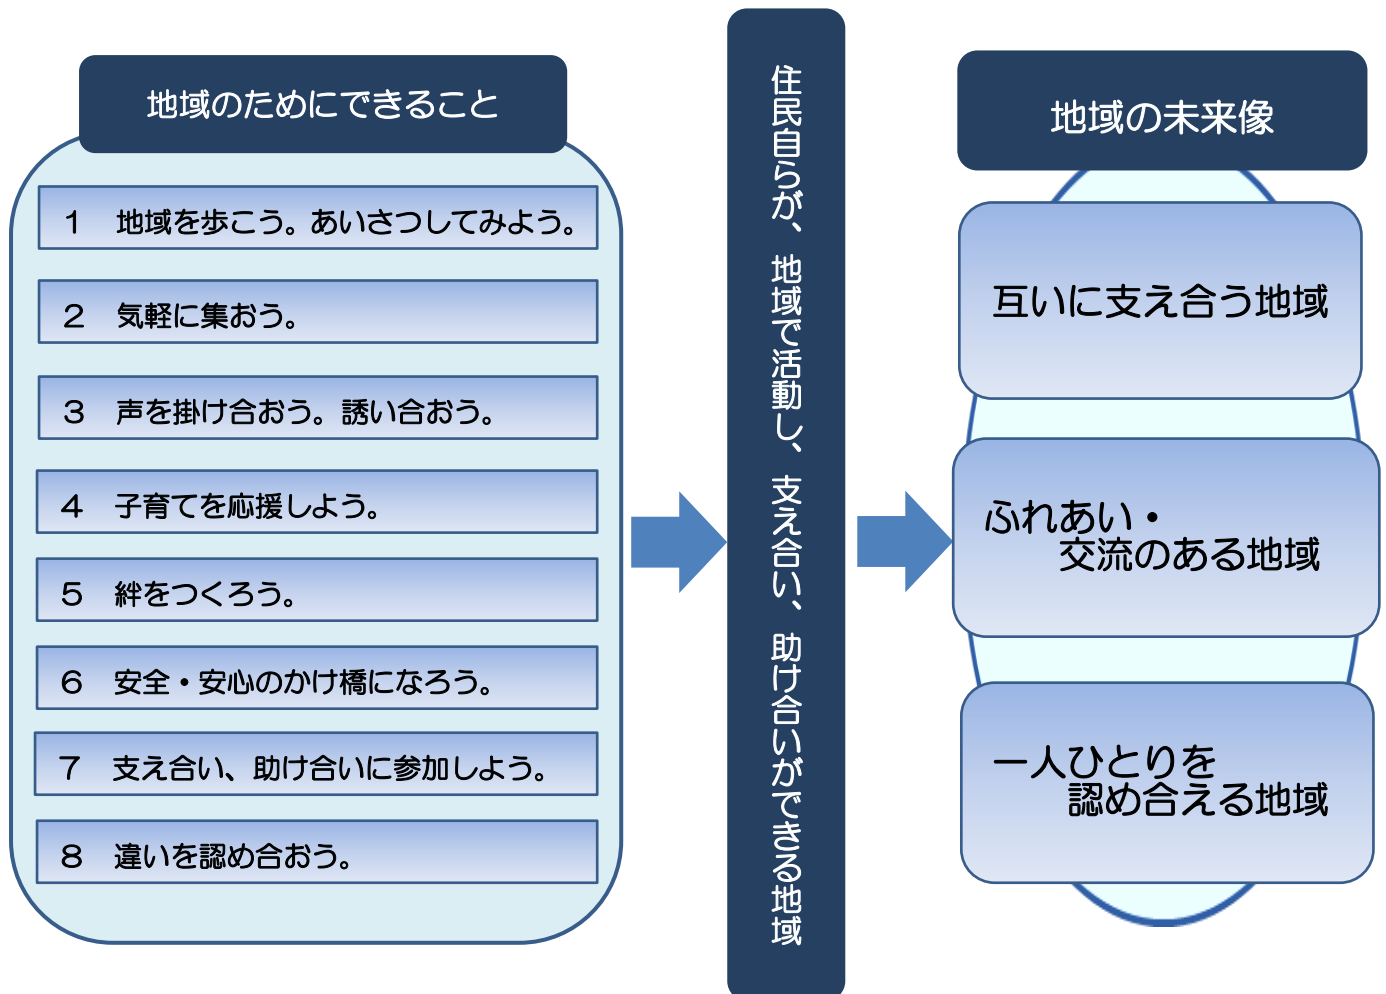 地域のためにできること
1 地域を歩こう。あいさつしてみよう。
2 気軽に集おう。
3 声を掛け合おう。誘い合おう。
4 子育てを応援しよう。
5 絆をつくろう。
6 安全・安心のかけ橋になろう。
7 支え合い、助け合いに参加しよう。
8 違いを認め合おう。
住民自らが、地域で活動し、支え合い、助け合いができる地域
地域の未来像
互いに支え合う地域
ふれあい・
交流のある地域
一人ひとりを
認め合える地域